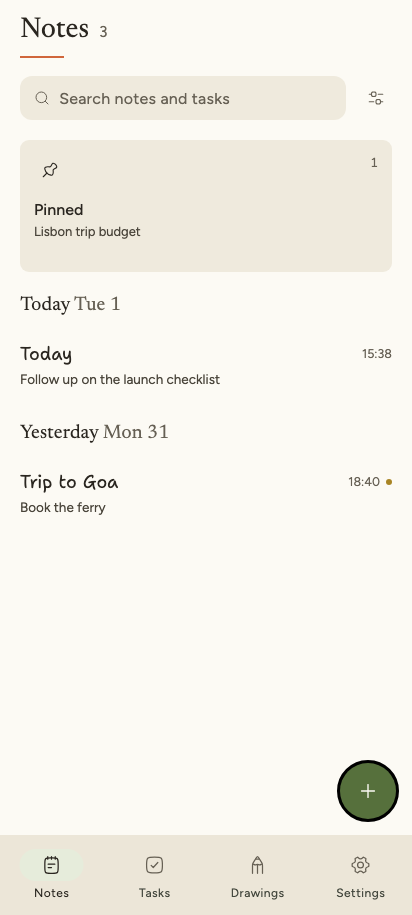 Notes 3
Search notes and tasks
1
Pinned
Lisbon trip budget
Today Tue 1
Today 15:38
Follow up on the launch checklist
Yesterday Mon 31
Trip to Goa 18:40
Book the ferry
Notes Tasks Drawings Settings